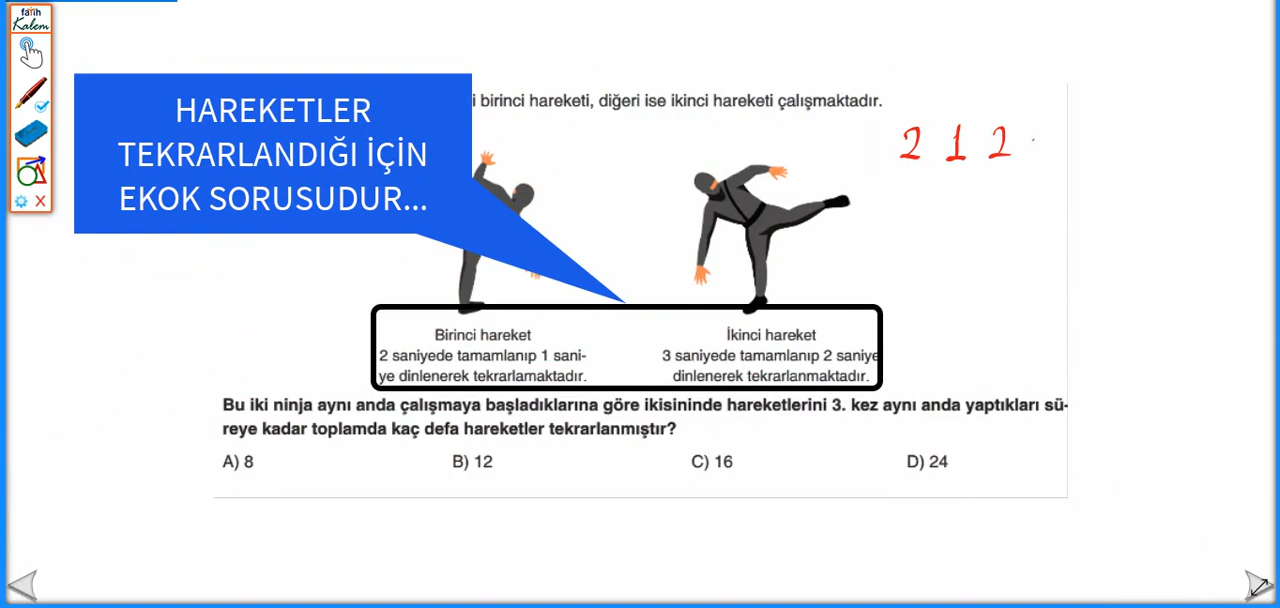 fatih
Kalem
HAREKETLER
TEKRARLANDIĞI İÇİN
EKOK SORUSUDUR...
i birinci hareketi, diğeri ise ikinci hareketi çalışmaktadır.
2 1 2
Birinci hareket
2 saniyede tamamlanıp 1 sani-
ye dinlenerek tekrarlamaktadır.
İkinci hareket
3 saniyede tamamlanıp 2 saniye
dinlenerek tekrarlanmaktadır.
Bu iki ninja aynı anda çalışmaya başladıklarına göre ikisininde hareketlerini 3. kez aynı anda yaptıkları sü-
reye kadar toplamda kaç defa hareketler tekrarlanmıştır?
A) 8 B) 12 C) 16 D) 24